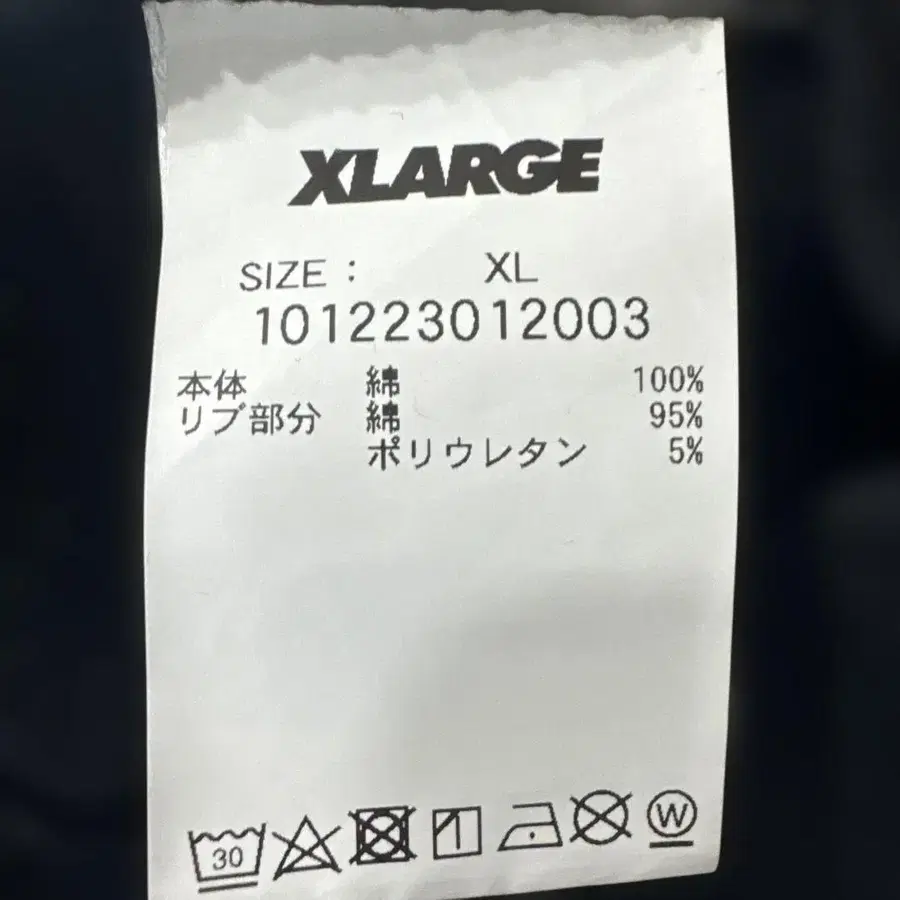 XLARGE
SIZE : XL
101223012003
本体 綿 100%
リブ部分 綿 95%
ポリウレタン 5%
30 W